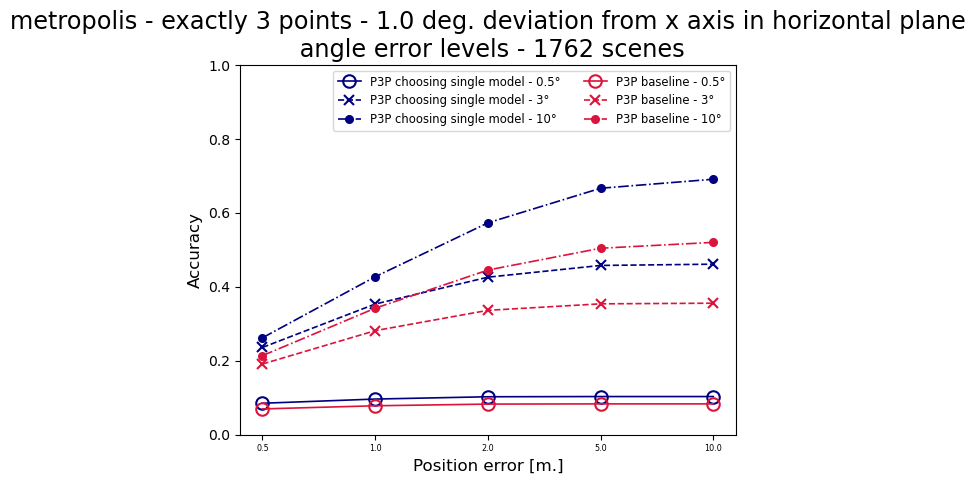 metropolis - exactly 3 points - 1.0 deg. deviation from x axis in horizontal plane
angle error levels - 1762 scenes
P3P choosing single model - 0.5°
P3P choosing single model - 3°
P3P choosing single model - 10°
P3P baseline - 0.5°
P3P baseline - 3°
P3P baseline - 10°
Accuracy
1.0
0.8
0.6
0.4
0.2
0.0
0.5
1.0
2.0
5.0
10.0
Position error [m.]